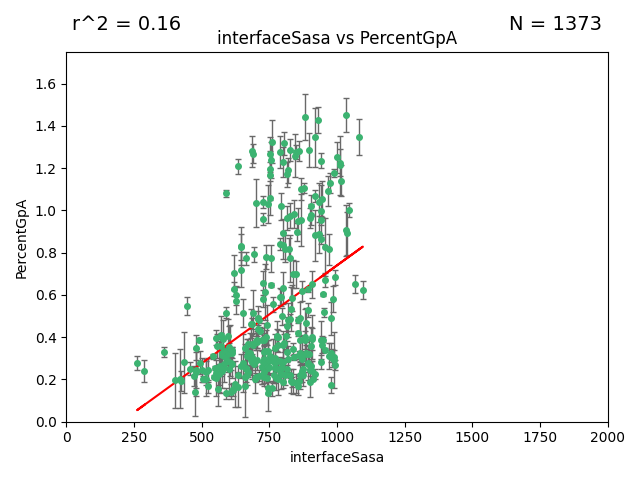 r^2 = 0.16
N = 1373
interfaceSasa vs PercentGpA
PercentGpA
1.6
1.4
1.2
1.0
0.8
0.6
0.4
0.2
0.0
0 250 500 750 1000 1250 1500 1750 2000
interfaceSasa